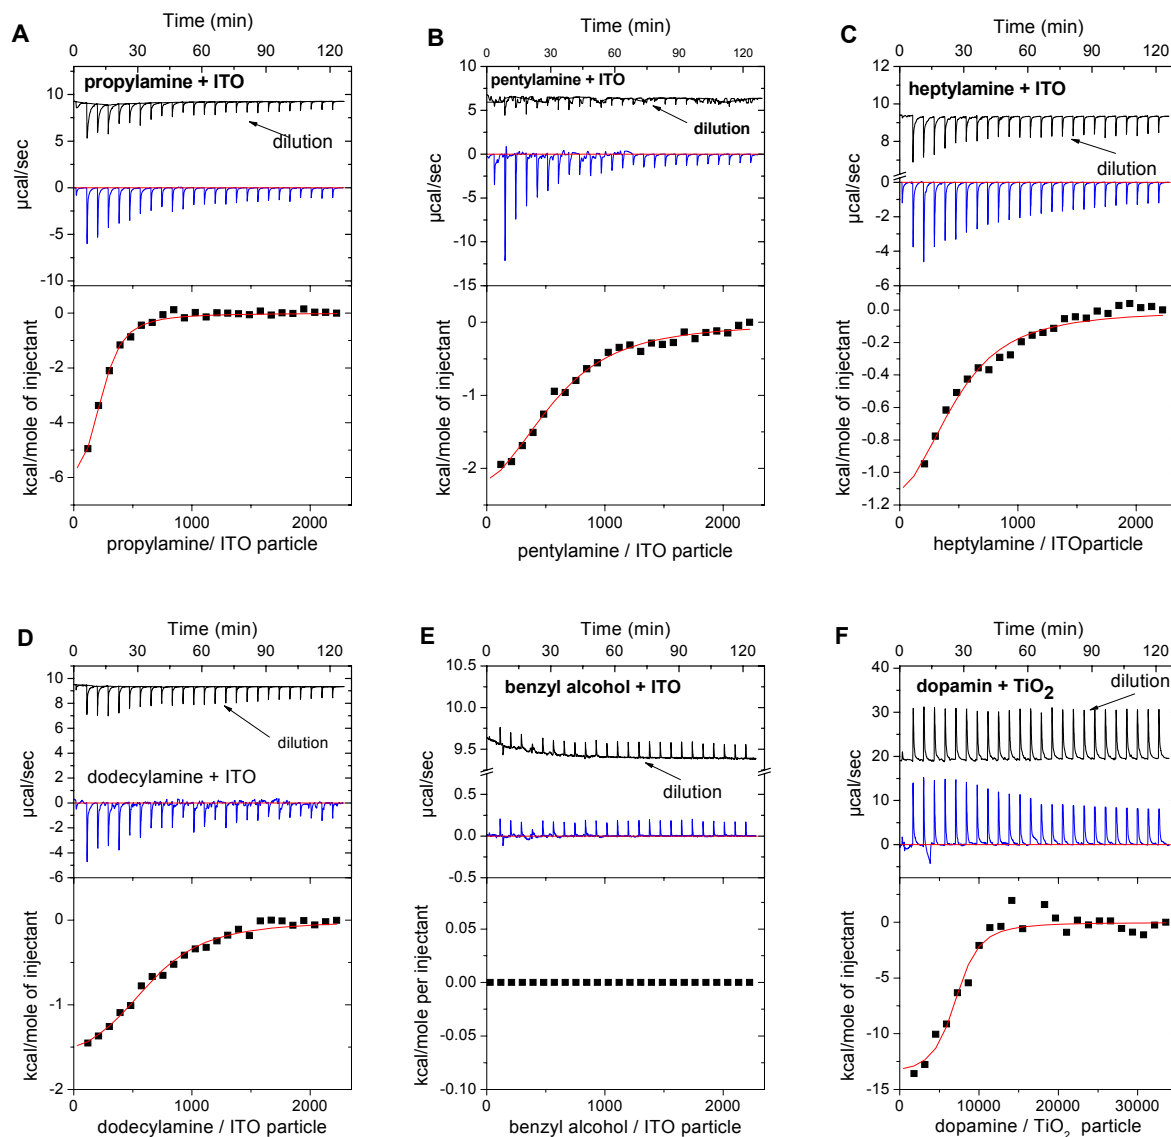 A
Time (min)
0 30 60 90 120
propylamine + ITO
dilution
10
5
0
-5
-10
µcal/sec
0
-2
-4
-6
kcal/mole of injectant
0 1000 2000
propylamine/ ITO particle
B
Time (min)
0 30 60 90 120
pentylamine + ITO
dilution
10
5
0
-5
-10
-15
µcal/sec
0
-1
-2
kcal/mole of injectant
0 1000 2000
pentylamine / ITO particle
C
Time (min)
0 30 60 90 120
heptylamine + ITO
dilution
12
10
8
0
-2
-4
-6
µcal/sec
0.0
-0.2
-0.4
-0.6
-0.8
-1.0
-1.2
kcal/mole of injectant
0 1000 2000
heptylamine / ITOparticle
D
Time (min)
0 30 60 90 120
dilution
dodecylamine + ITO
10
8
6
4
2
0
-2
-4
-6
µcal/sec
0
-1
-2
kcal/mole of injectant
0 1000 2000
dodecylamine / ITO particle
E
Time (min)
0 30 60 90 120
benzyl alcohol + ITO
dilution
10.5
10.0
9.5
0.5
0.0
-0.5
µcal/sec
0.05
0.00
-0.05
-0.10
kcal/mole per injectant
0 1000 2000
benzyl alcohol / ITO particle
F
Time (min)
0 30 60 90 120
dopamin + TiO2
dilution
40
30
20
10
0
µcal/sec
0
-5
-10
-15
kcal/mole of injectant
0 10000 20000 30000
dopamine / TiO2 particle